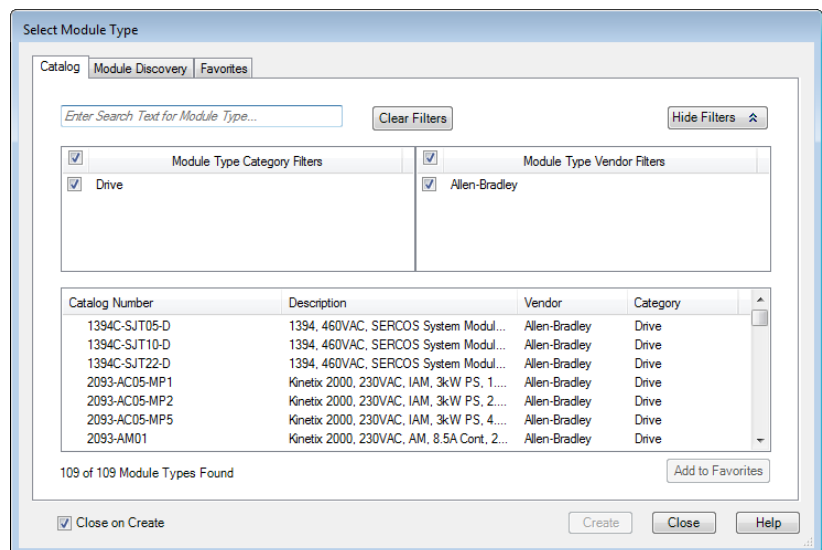 Select Module Type
Catalog Module Discovery Favorites
Enter Search Text for Module Type...
Clear Filters
Hide Filters
Module Type Category Filters
Module Type Vendor Filters
Drive
Allen-Bradley
Catalog Number Description Vendor Category
1394C-SJT05-D 1394, 460VAC, SERCOS System Modul... Allen-Bradley Drive
1394C-SJT10-D 1394, 460VAC, SERCOS System Modul... Allen-Bradley Drive
1394C-SJT22-D 1394, 460VAC, SERCOS System Modul... Allen-Bradley Drive
2093-AC05-MP1 Kinetix 2000, 230VAC, IAM, 3kW PS, 1.... Allen-Bradley Drive
2093-AC05-MP2 Kinetix 2000, 230VAC, IAM, 3kW PS, 2.... Allen-Bradley Drive
2093-AC05-MP5 Kinetix 2000, 230VAC, IAM, 3kW PS, 4.... Allen-Bradley Drive
2093-AM01 Kinetix 2000, 230VAC, AM, 8.5A Cont, 2... Allen-Bradley Drive
109 of 109 Module Types Found
Add to Favorites
Close on Create
Create Close Help